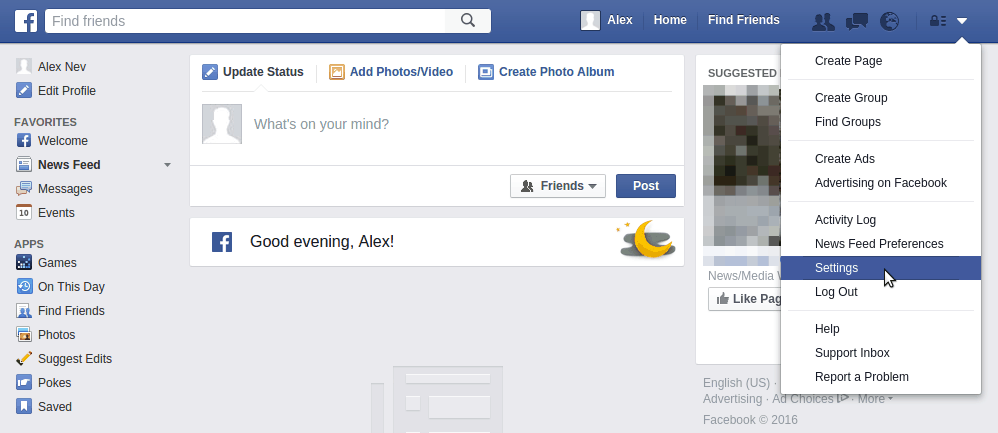 Find friends
Alex Home Find Friends
Alex Nev
Edit Profile
FAVORITES
Welcome
News Feed
Messages
10 Events
APPS
Games
On This Day
Find Friends
Photos
Suggest Edits
Pokes
Saved
Update Status Add Photos/Video Create Photo Album
What's on your mind?
Friends Post
Good evening, Alex!
SUGGESTED
News/Media
Like
English (US) ·
Advertising · Ad Choices · More
Facebook © 2016
Create Page
Create Group
Find Groups
Create Ads
Advertising on Facebook
Activity Log
News Feed Preferences
Settings
Log Out
Help
Support Inbox
Report a Problem